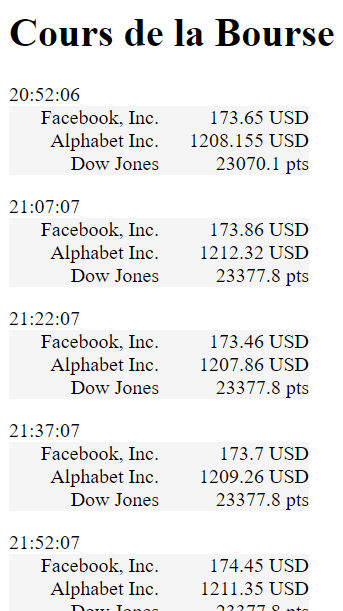 Cours de la Bourse
20:52:06
Facebook, Inc. 173.65 USD
Alphabet Inc. 1208.155 USD
Dow Jones 23070.1 pts
21:07:07
Facebook, Inc. 173.86 USD
Alphabet Inc. 1212.32 USD
Dow Jones 23377.8 pts
21:22:07
Facebook, Inc. 173.46 USD
Alphabet Inc. 1207.86 USD
Dow Jones 23377.8 pts
21:37:07
Facebook, Inc. 173.7 USD
Alphabet Inc. 1209.26 USD
Dow Jones 23377.8 pts
21:52:07
Facebook, Inc. 174.45 USD
Alphabet Inc. 1211.35 USD
Dow Jones 23377.8 pts